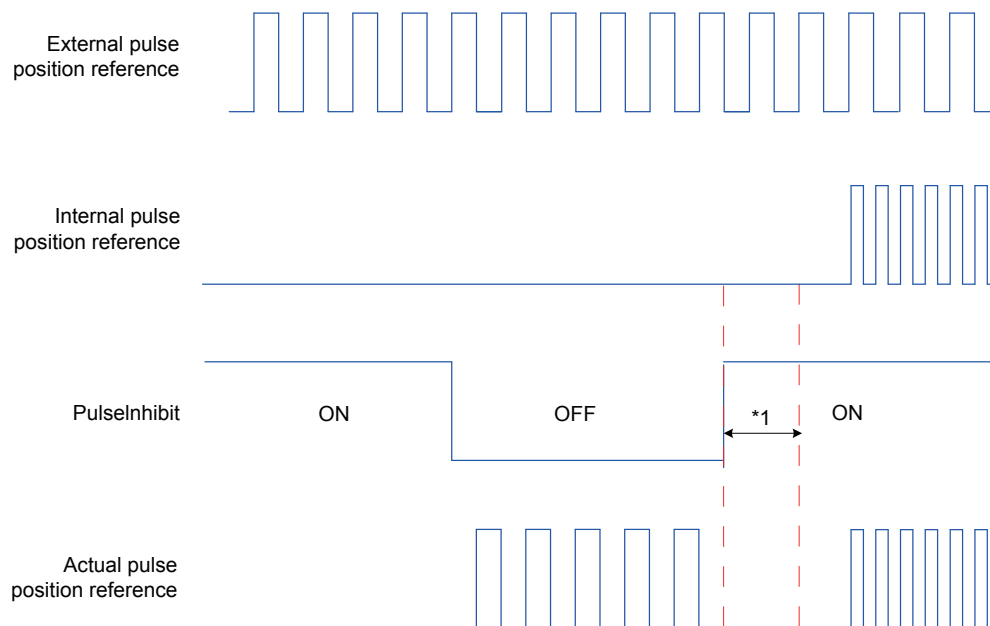 External pulse
position reference
Internal pulse
position reference
PulseInhibit
ON
OFF
*1
ON
Actual pulse
position reference